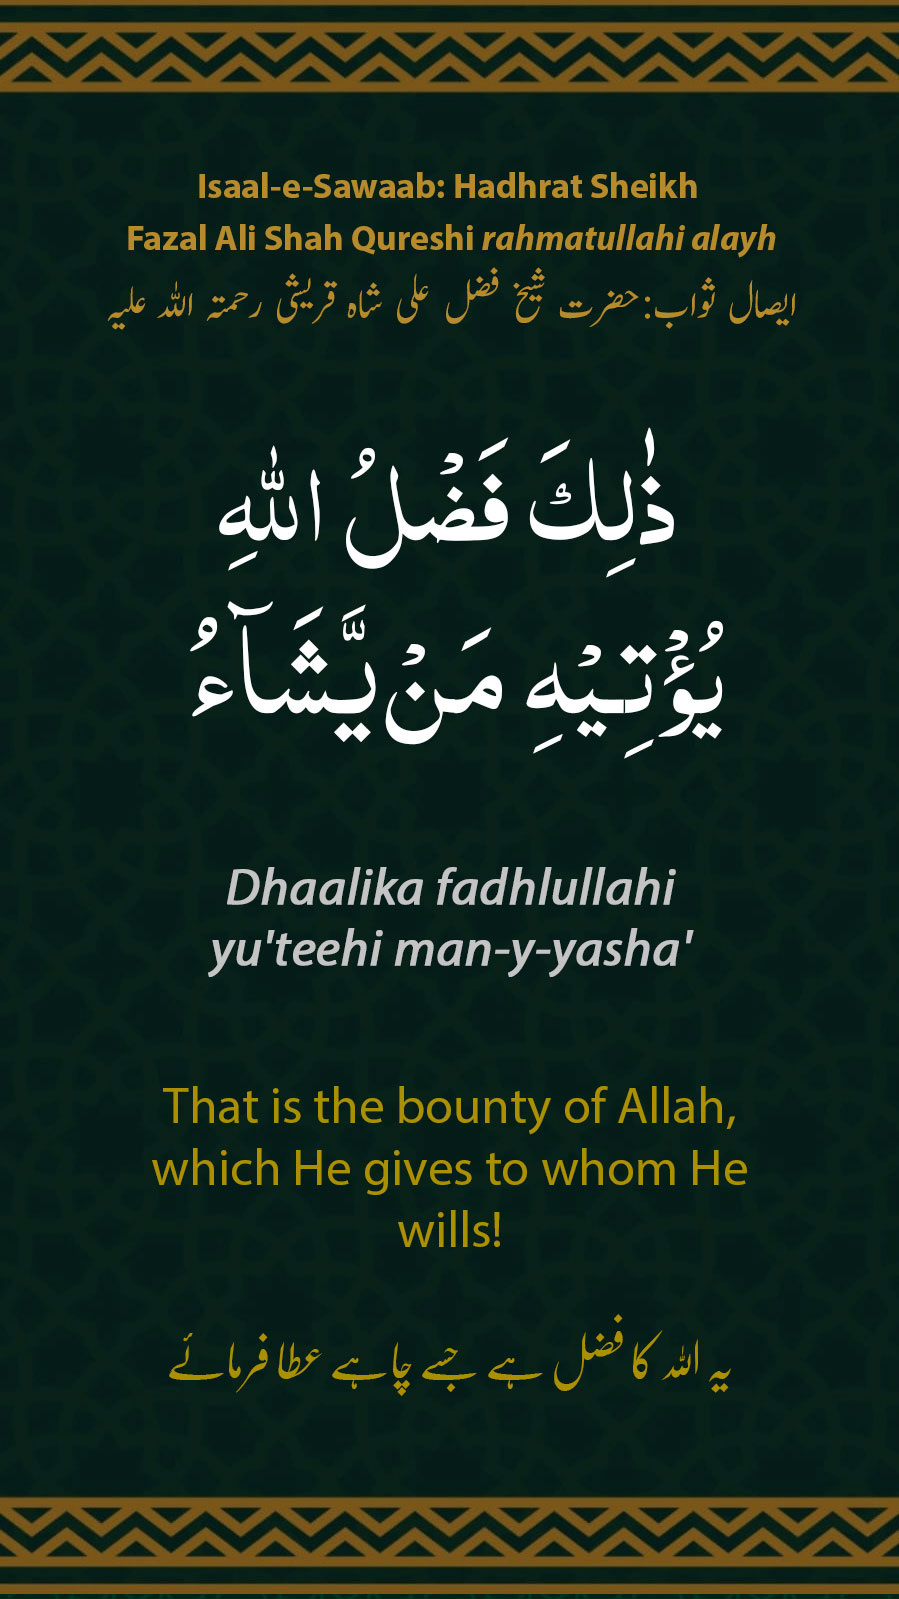 Isaal-e-Sawaab: Hadhrat Sheikh
Fazal Ali Shah Qureshi rahmatullahi alayh
ایصال ثواب: حضرت شیخ فضل علی شاہ قریشی رحمتہ اللہ علیہ
ذٰلِكَ فَضْلُ اللهِ
يُؤْتِيْهِ مَنْ يَّشَآءُ
Dhaalika fadhlullahi
yu'teehi man-y-yasha'
That is the bounty of Allah,
which He gives to whom He
wills!
یہ اللہ کا فضل ہے جسے چاہے عطا فرمائے